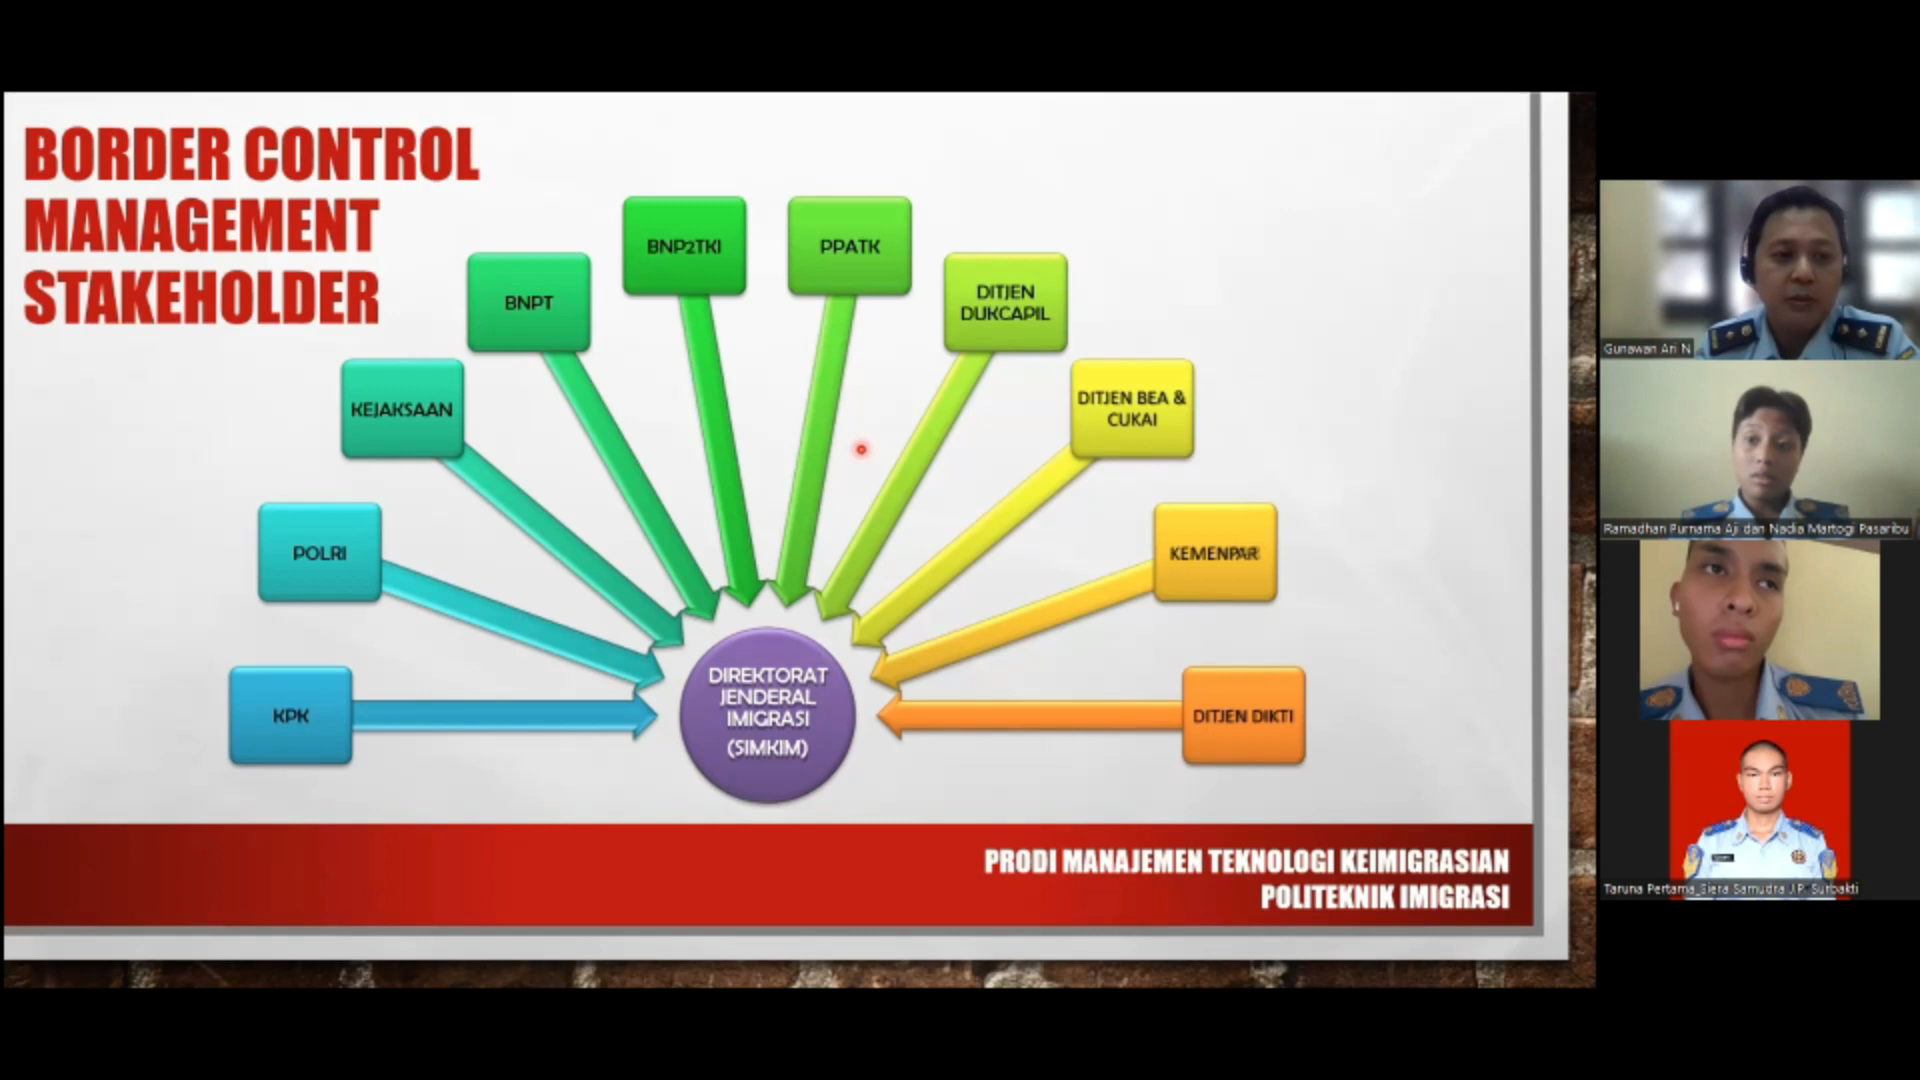 BORDER CONTROL
MANAGEMENT
STAKEHOLDER
BNP2TKI
PPATK
BNPT
DITJEN
DUKCAPIL
KEJAKSAAN
DITJEN BEA &
CUKAI
POLRI
KEMENPAR
KPK
DIREKTORAT
JENDERAL
IMIGRASI
(SIMKIM)
DITJEN DIKTI
PRODI MANAJEMEN TEKNOLOGI KEIMIGRASIAN
POLITEKNIK IMIGRASI
Gunawan Ari N
Ramadhan Purnama Aji dan Nadia Martogi Pasaribu
Taruna Pertama_Siera Samudra J.P. Surbakti